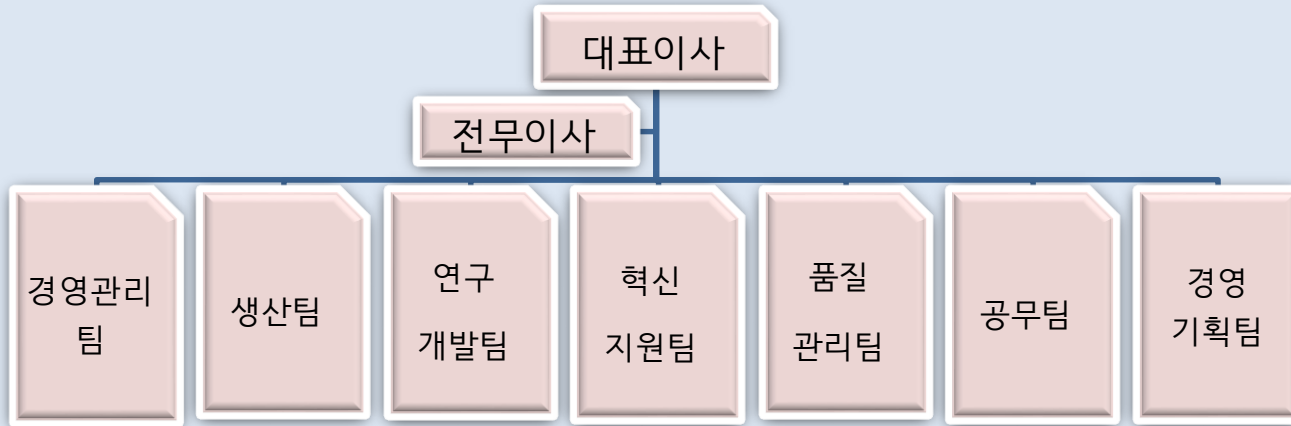 대표이사
전무이사
경영관리
팀
생산팀
연구
개발팀
혁신
지원팀
품질
관리팀
공무팀
경영
기획팀